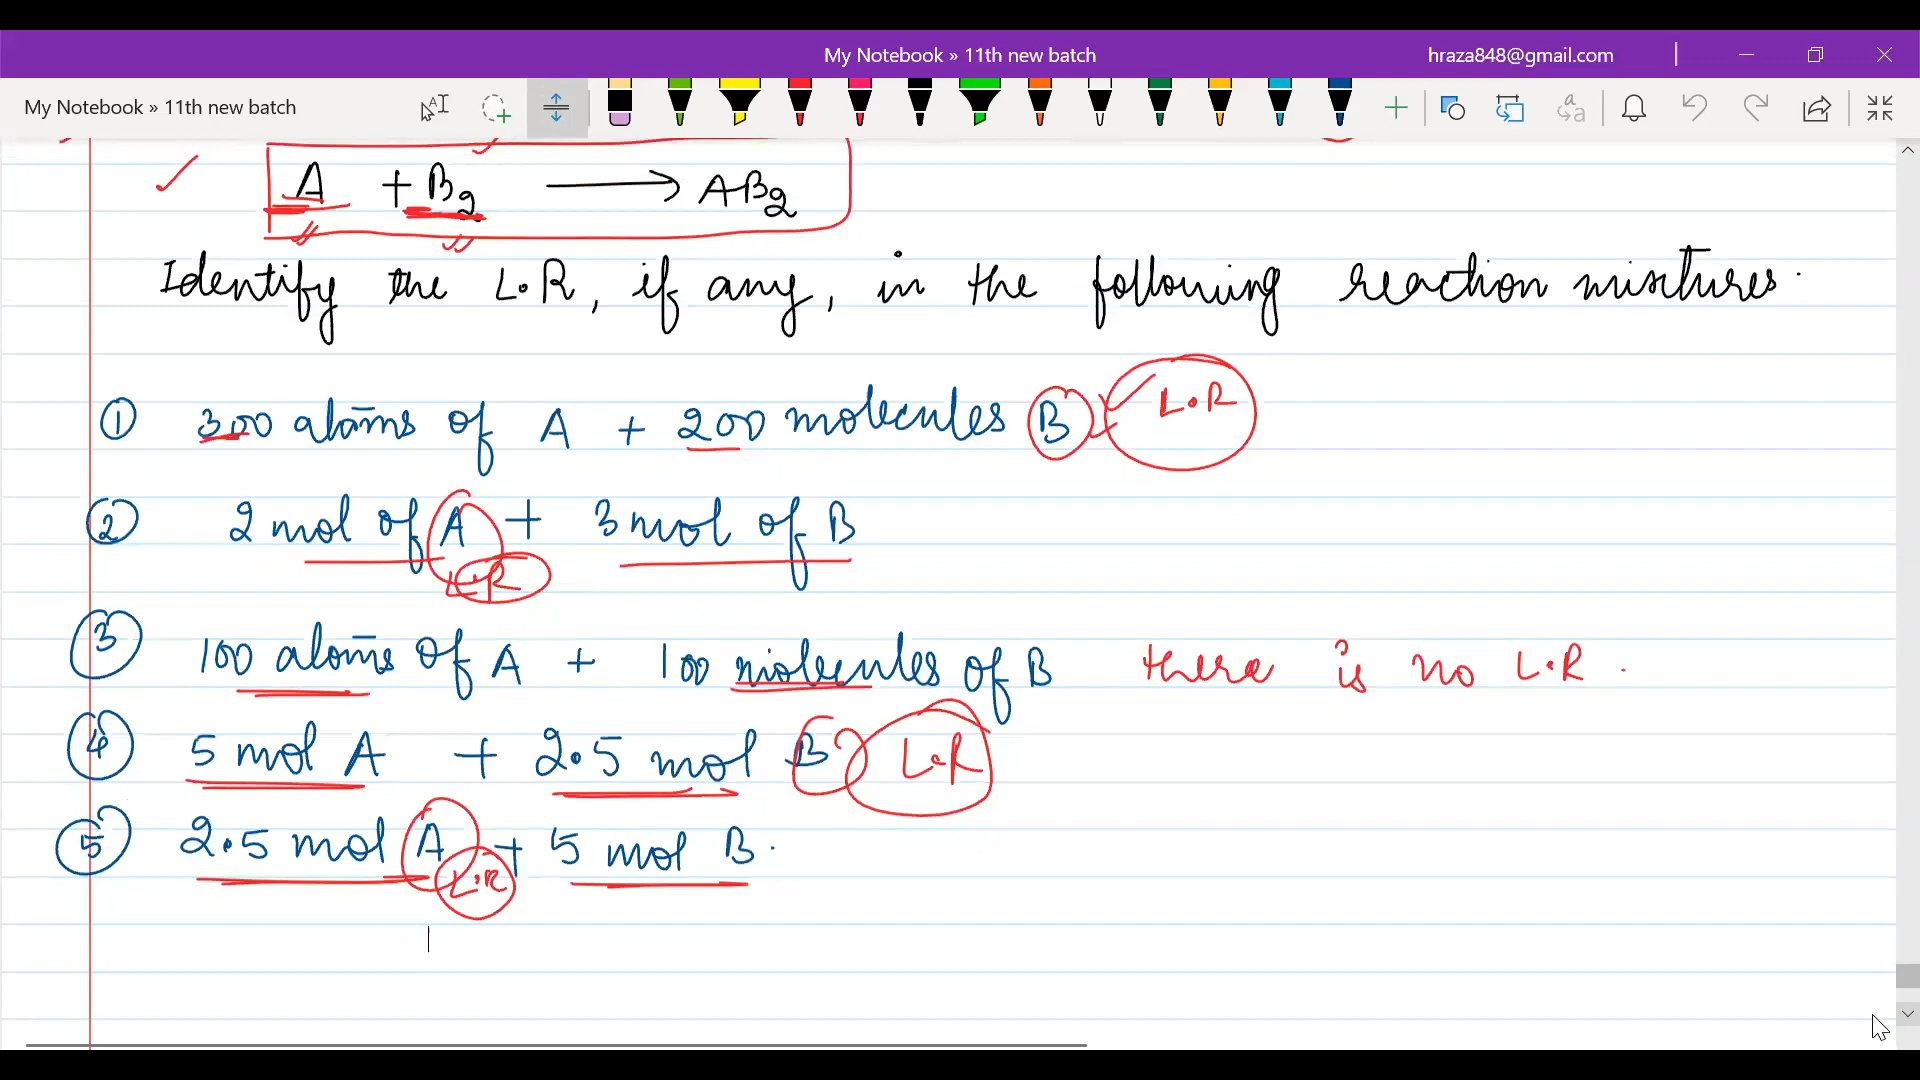 My Notebook » 11th new batch
hraza848@gmail.com
My Notebook » 11th new batch
A + B2 ⟶ AB2
Identify the L.R, if any, in the following reaction mixtures.
① 300 atoms of A + 200 molecules B L.R
② 2 mol of A + 3 mol of B
L.R
③ 100 atoms of A + 100 molecules of B there is no L.R.
④ 5 mol A + 2.5 mol B L.R
⑤ 2.5 mol A + 5 mol B.
L.R